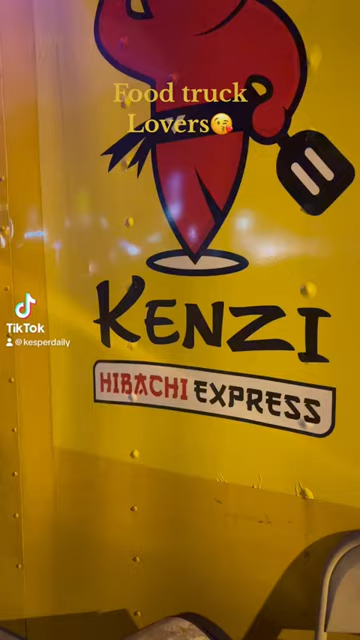 Food truck
Lovers😘
KENZI
TikTok
@kesperdaily
HIBACHI EXPRESS